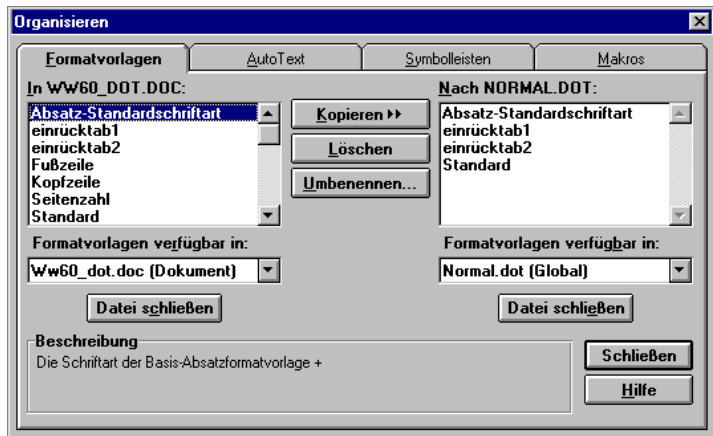 Organisieren
Formatvorlagen
AutoText
Symbolleisten
Makros
In WW60_DOT.DOC:
Absatz-Standardschriftart
einrücktab1
einrücktab2
Fußzeile
Kopfzeile
Seitenzahl
Standard
Kopieren
Löschen
Umbenennen...
Nach NORMAL.DOT:
Absatz-Standardschriftart
einrücktab1
einrücktab2
Standard
Formatvorlagen verfügbar in:
Ww60_dot.doc (Dokument)
Datei schließen
Formatvorlagen verfügbar in:
Normal.dot (Global)
Datei schließen
Beschreibung
Die Schriftart der Basis-Absatzformatvorlage +
Schließen
Hilfe